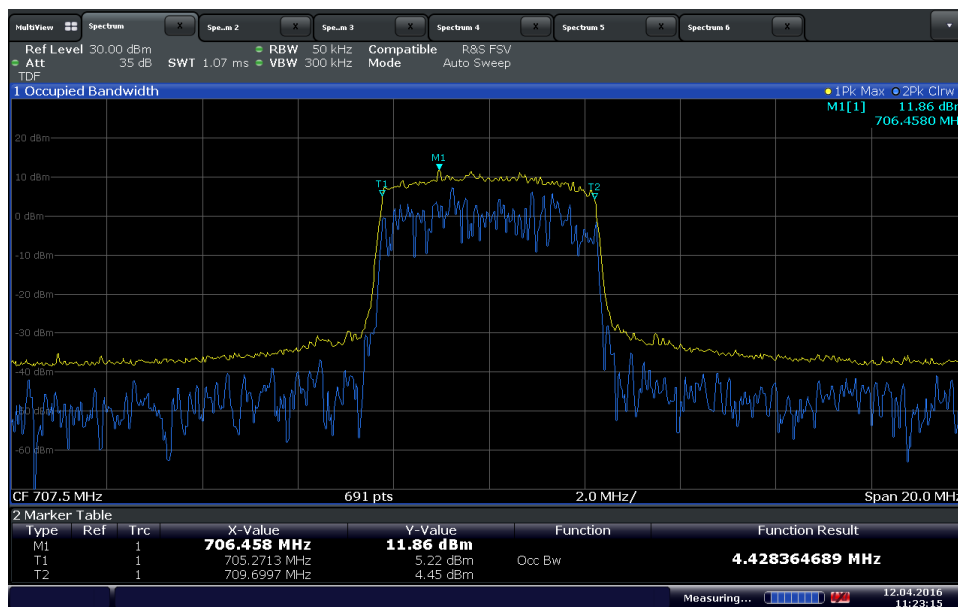 MultiView Spectrum X Spe...m 2 X Spe...m 3 X Spectrum 4 X Spectrum 5 X Spectrum 6 X
Ref Level 30.00 dBm RBW 50 kHz Compatible R&S FSV
Att 35 dB SWT 1.07 ms VBW 300 kHz Mode Auto Sweep
TDF
1 Occupied Bandwidth 1Pk Max 2Pk Clrw
M1[1] 11.86 dBm
706.4580 MH
20 dBm
M1
10 dBm
T1 T2
0 dBm
-10 dBm
-20 dBm
-30 dBm
-40 dBm
-50 dBm
-60 dBm
CF 707.5 MHz 691 pts 2.0 MHz/ Span 20.0 MHz
2 Marker Table
Type Ref Trc X-Value Y-Value Function Function Result
M1 1 706.458 MHz 11.86 dBm
T1 1 705.2713 MHz 5.22 dBm Occ Bw 4.428364689 MHz
T2 1 709.6997 MHz 4.45 dBm
Measuring... 12.04.2016
11:23:15